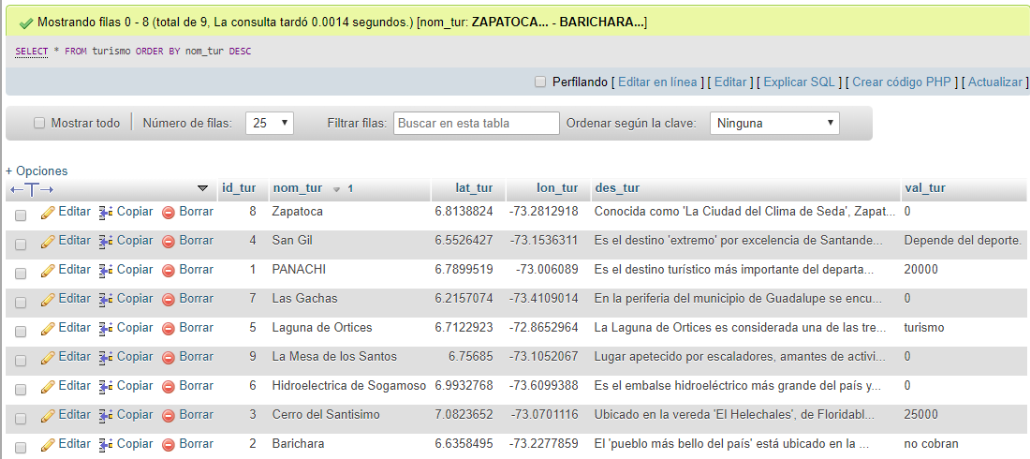 Mostrando filas 0 - 8 (total de 9, La consulta tardó 0.0014 segundos.) [nom_tur: ZAPATOCA... - BARICHARA...]
SELECT * FROM turismo ORDER BY nom_tur DESC
Perfilando [ Editar en línea ] [ Editar ] [ Explicar SQL ] [ Crear código PHP ] [ Actualizar ]
Mostrar todo Número de filas: 25 Filtrar filas: Buscar en esta tabla Ordenar según la clave: Ninguna
+ Opciones
←T→ id_tur nom_tur 1 lat_tur lon_tur des_tur val_tur
Editar Copiar Borrar 8 Zapatoca 6.8138824 -73.2812918 Conocida como 'La Ciudad del Clima de Seda', Zapat... 0
Editar Copiar Borrar 4 San Gil 6.5526427 -73.1536311 Es el destino 'extremo' por excelencia de Santande... Depende del deporte.
Editar Copiar Borrar 1 PANACHI 6.7899519 -73.006089 Es el destino turístico más importante del departa... 20000
Editar Copiar Borrar 7 Las Gachas 6.2157074 -73.4109014 En la periferia del municipio de Guadalupe se encu... 0
Editar Copiar Borrar 5 Laguna de Ortices 6.7122923 -72.8652964 La Laguna de Ortices es considerada una de las tre... turismo
Editar Copiar Borrar 9 La Mesa de los Santos 6.75685 -73.1052067 Lugar apetecido por escaladores, amantes de activi... 0
Editar Copiar Borrar 6 Hidroelectrica de Sogamoso 6.9932768 -73.6099388 Es el embalse hidroeléctrico más grande del país y... 0
Editar Copiar Borrar 3 Cerro del Santisimo 7.0823652 -73.0701116 Ubicado en la vereda 'El Helechales', de Floridabl... 25000
Editar Copiar Borrar 2 Barichara 6.6358495 -73.2277859 El 'pueblo más bello del país' está ubicado en la ... no cobran